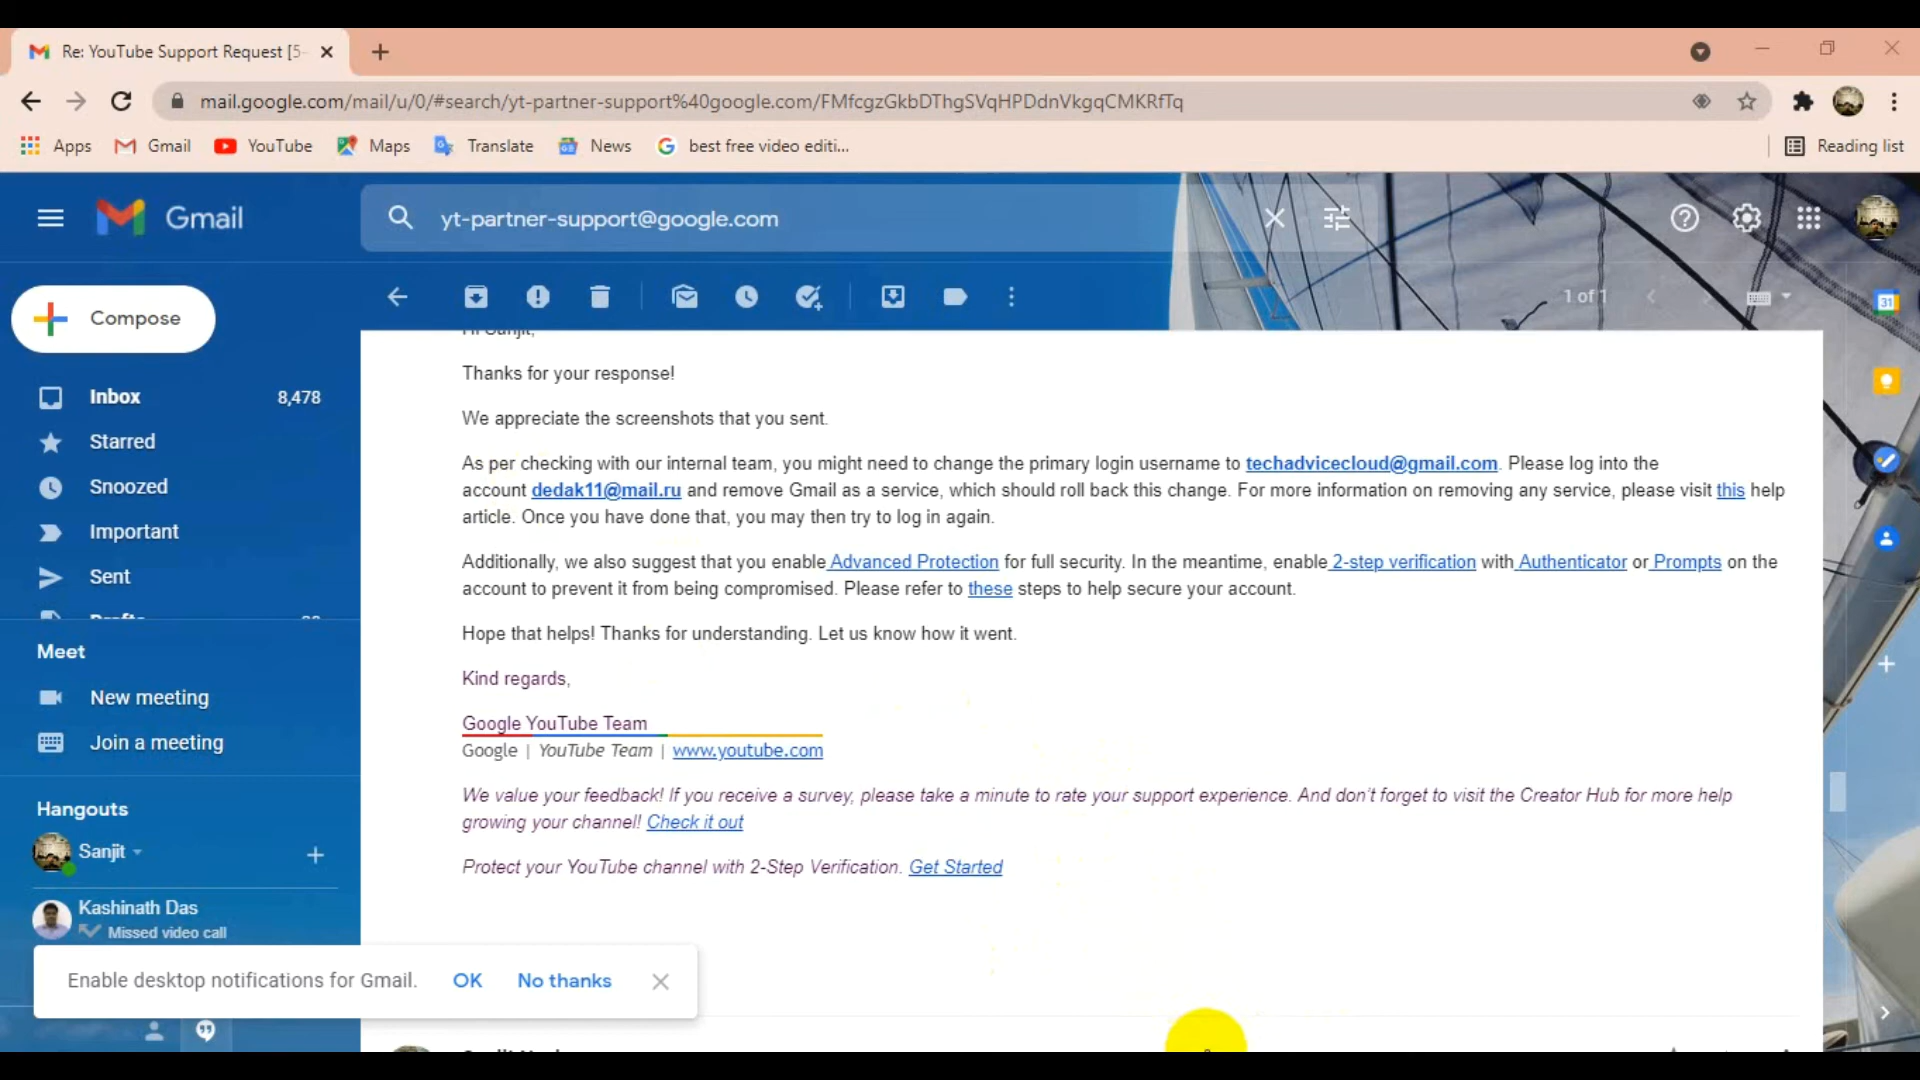 Re: YouTube Support Request [5-
mail.google.com/mail/u/0/#search/yt-partner-support%40google.com/FMfcgzGkbDThgSVqHPDdnVkgqCMKRfTq
Apps Gmail YouTube Maps Translate News best free video editi... Reading list
Gmail
yt-partner-support@google.com
Compose
1 of 1
31
Inbox 8,478
Starred
Snoozed
Important
Sent
Drafts
Meet
New meeting
Join a meeting
Hangouts
Sanjit
Kashinath Das
Missed video call
Hi Sanjit,
Thanks for your response!
We appreciate the screenshots that you sent.
As per checking with our internal team, you might need to change the primary login username to techadvicecloud@gmail.com. Please log into the
account dedak11@mail.ru and remove Gmail as a service, which should roll back this change. For more information on removing any service, please visit this help
article. Once you have done that, you may then try to log in again.
Additionally, we also suggest that you enable Advanced Protection for full security. In the meantime, enable 2-step verification with Authenticator or Prompts on the
account to prevent it from being compromised. Please refer to these steps to help secure your account.
Hope that helps! Thanks for understanding. Let us know how it went.
Kind regards,
Google YouTube Team
Google | YouTube Team | www.youtube.com
We value your feedback! If you receive a survey, please take a minute to rate your support experience. And don't forget to visit the Creator Hub for more help
growing your channel! Check it out
Protect your YouTube channel with 2-Step Verification. Get Started
Enable desktop notifications for Gmail. OK No thanks